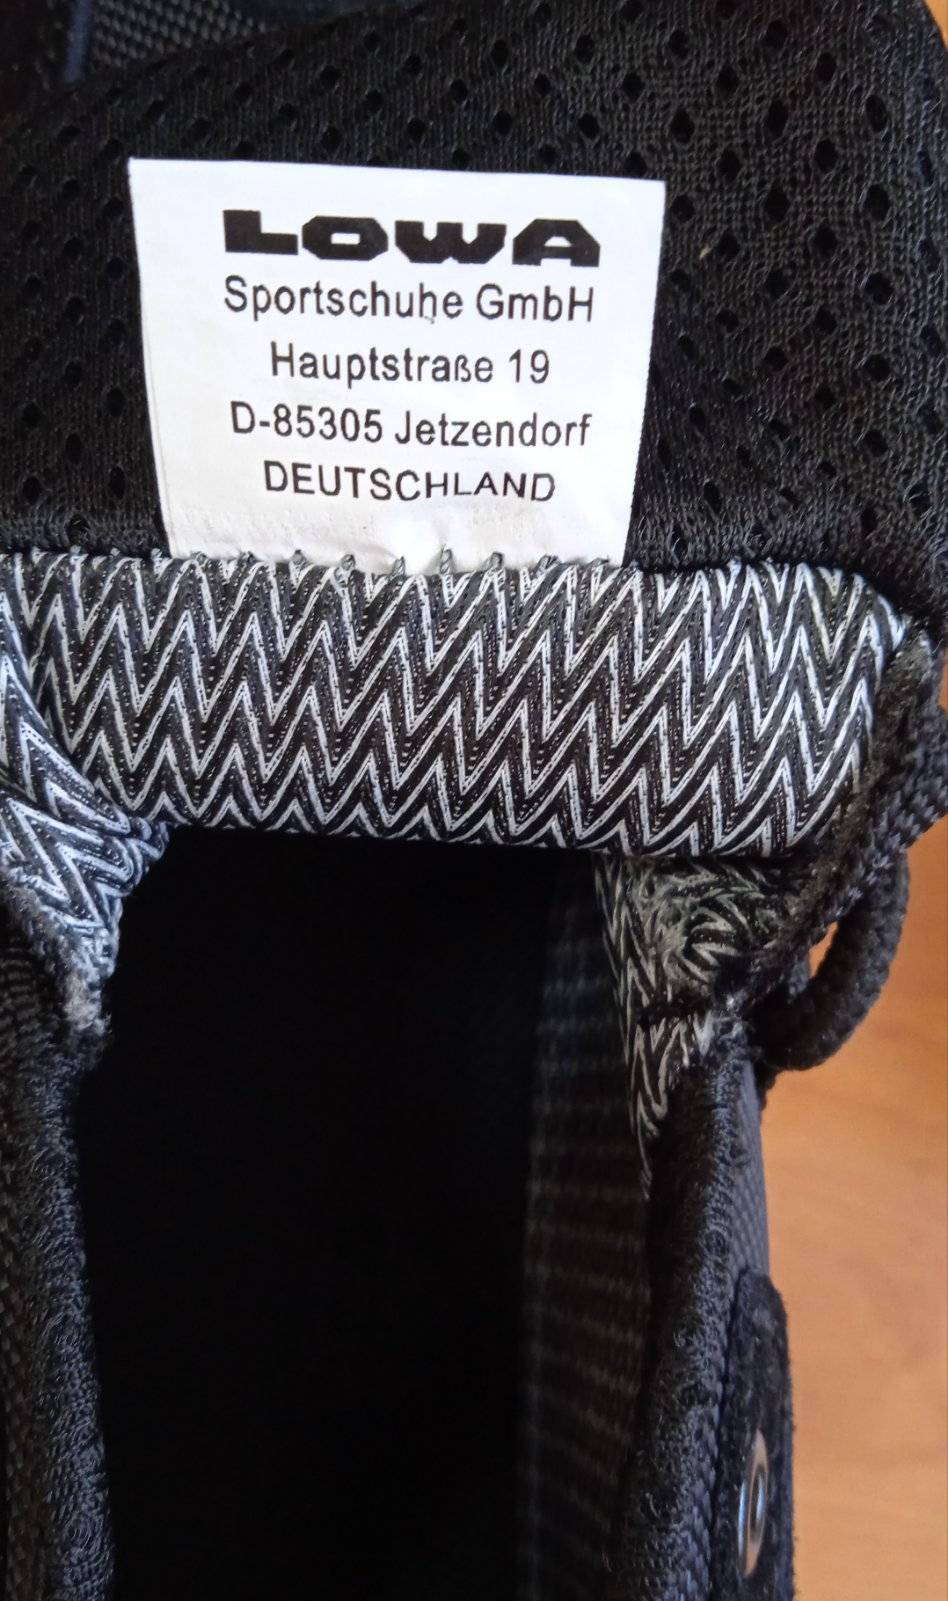 LOWA
Sportschuhe GmbH
Hauptstraße 19
D-85305 Jetzendorf
DEUTSCHLAND